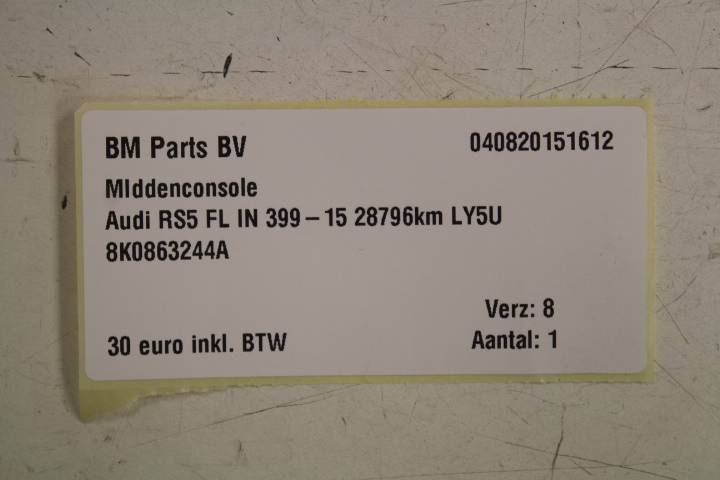 BM Parts BV 040820151612
MIddenconsole
Audi RS5 FL IN 399-15 28796km LY5U
8K0863244A
Verz: 8
30 euro inkl. BTW Aantal: 1